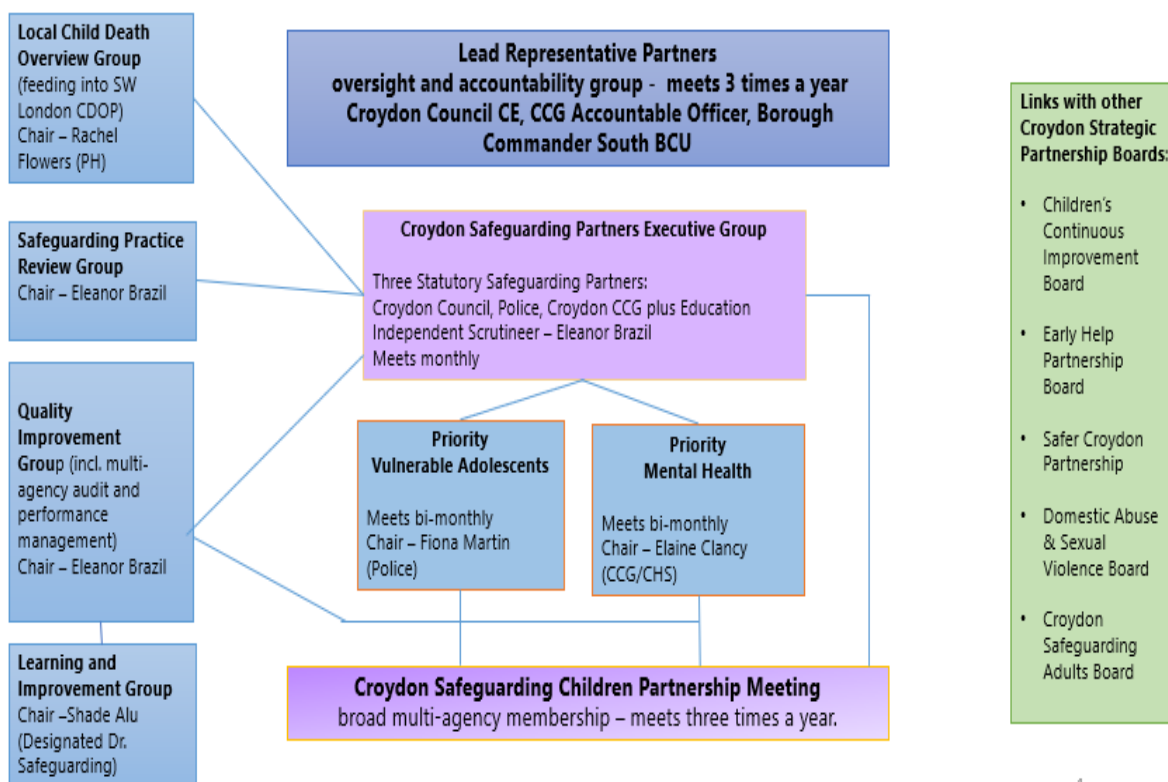 Local Child Death
Overview Group
(feeding into SW
London CDOP)
Chair – Rachel
Flowers (PH)
Safeguarding Practice
Review Group
Chair – Eleanor Brazil
Quality
Improvement
Group (incl. multi-
agency audit and
performance
management)
Chair – Eleanor Brazil
Learning and
Improvement Group
Chair –Shade Alu
(Designated Dr.
Safeguarding)
Lead Representative Partners
oversight and accountability group - meets 3 times a year
Croydon Council CE, CCG Accountable Officer, Borough
Commander South BCU
Croydon Safeguarding Partners Executive Group
Three Statutory Safeguarding Partners:
Croydon Council, Police, Croydon CCG plus Education
Independent Scrutineer – Eleanor Brazil
Meets monthly
Priority
Vulnerable Adolescents
Meets bi-monthly
Chair – Fiona Martin
(Police)
Priority
Mental Health
Meets bi-monthly
Chair – Elaine Clancy
(CCG/CHS)
Croydon Safeguarding Children Partnership Meeting
broad multi-agency membership – meets three times a year.
Links with other
Croydon Strategic
Partnership Boards:
• Children's
Continuous
Improvement
Board
• Early Help
Partnership
Board
• Safer Croydon
Partnership
• Domestic Abuse
& Sexual
Violence Board
• Croydon
Safeguarding
Adults Board